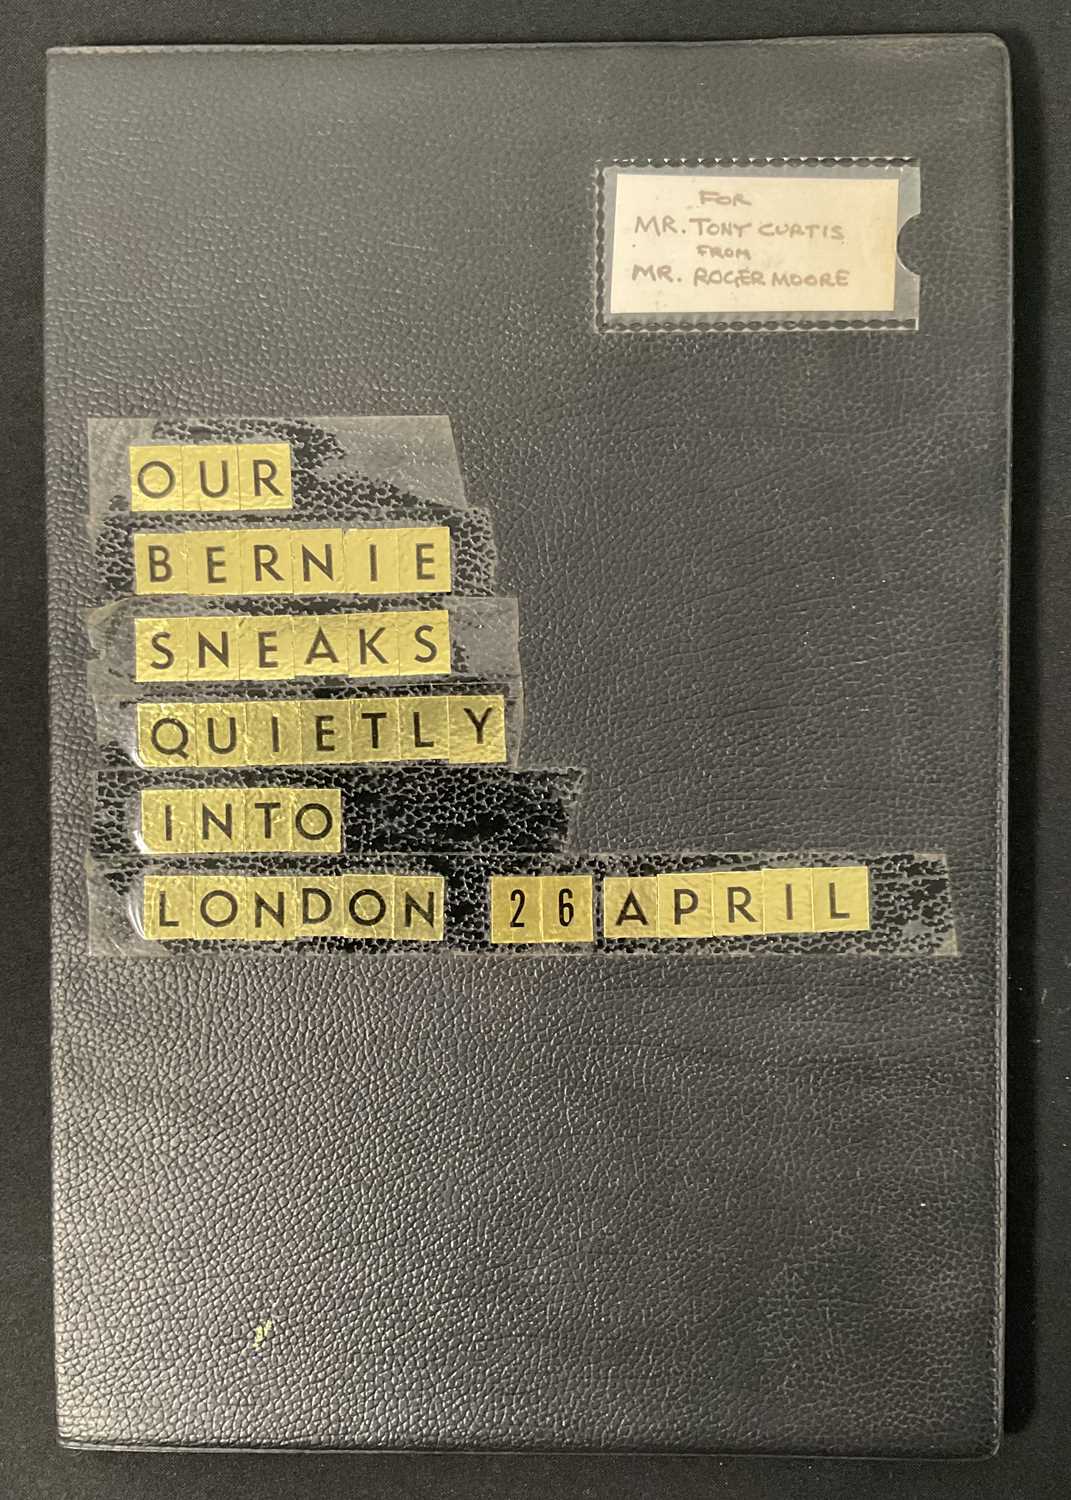 FOR
MR. TONY CURTIS
FROM
MR. ROGER MOORE
OUR
BERNIE
SNEAKS
QUIETLY
INTO
LONDON 26 APRIL